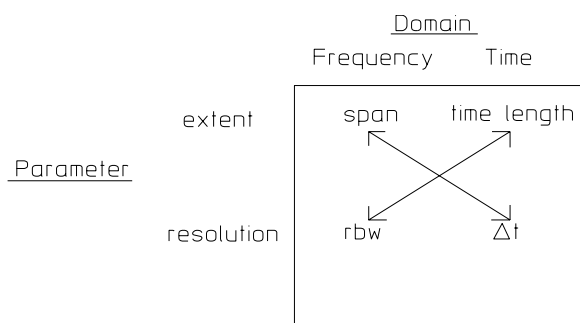 Domain
Frequency Time
extent span time length
Parameter
resolution rbw Δt